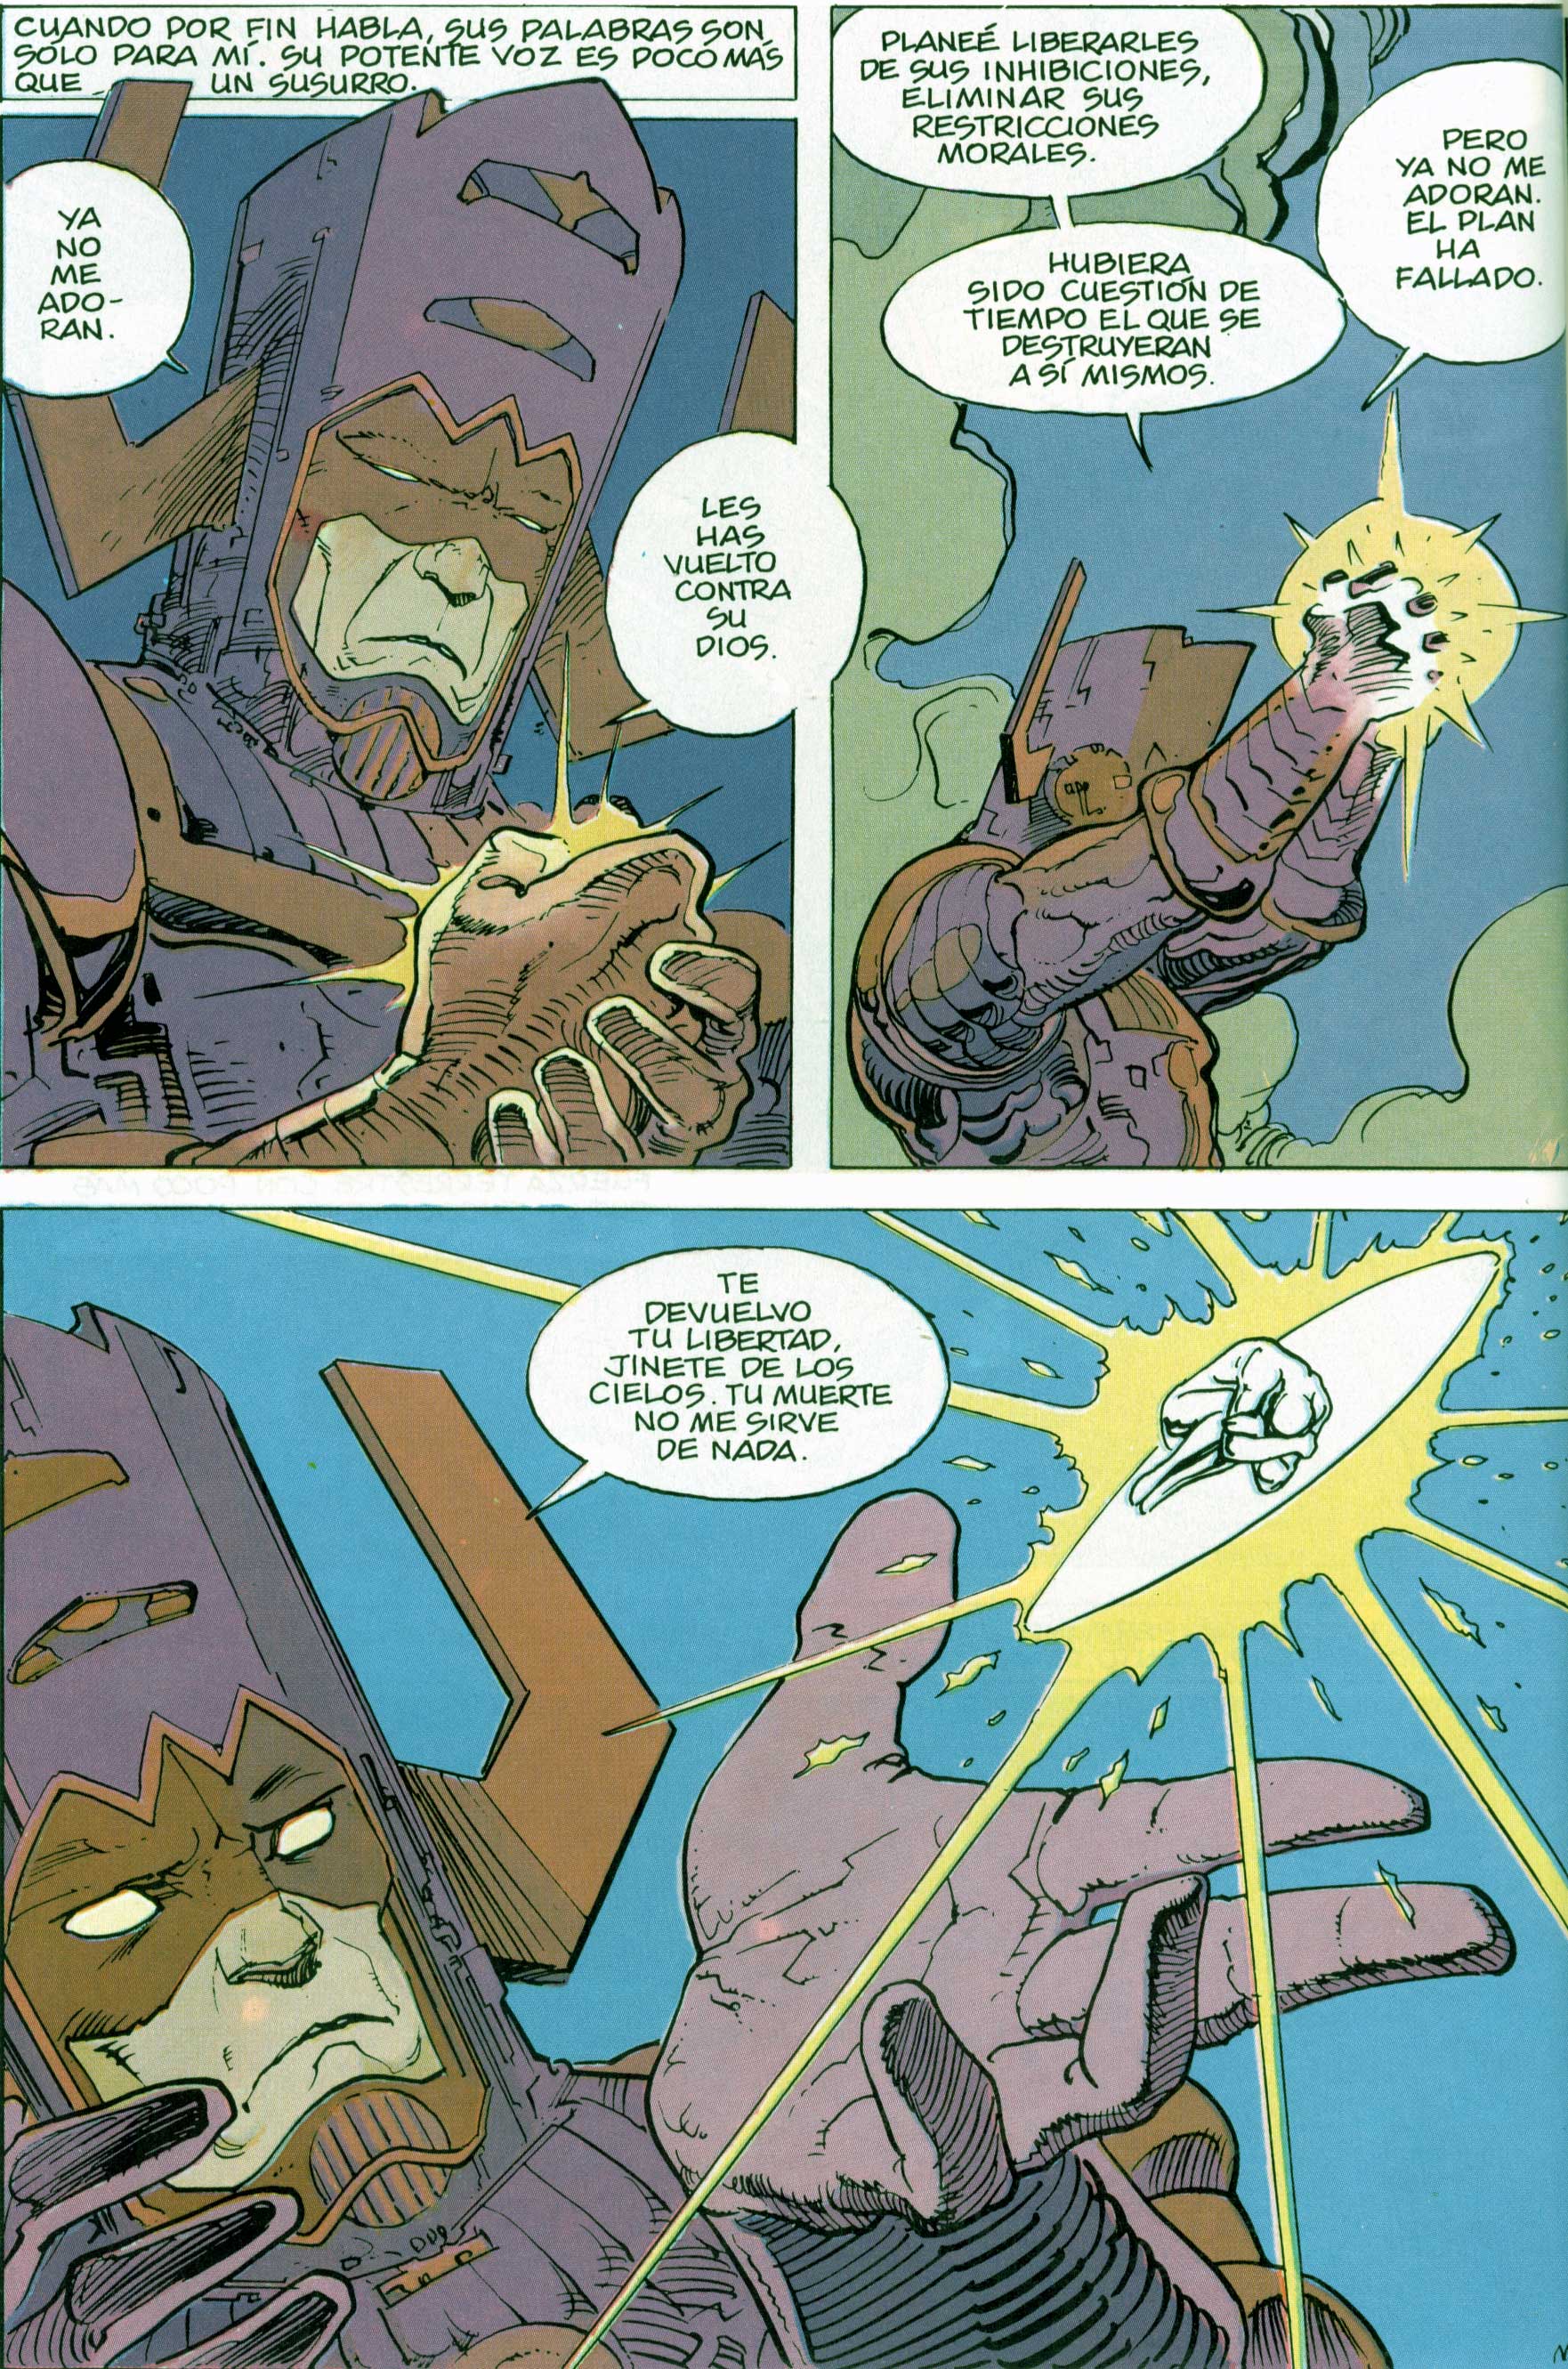 CUANDO POR FIN HABLA, SUS PALABRAS SON
SÓLO PARA MÍ. SU POTENTE VOZ ES POCO MÁS
QUE UN SUSURRO.
YA
NO
ME
ADO-
RAN.
LES
HAS
VUELTO
CONTRA
SU
DIOS.
PLANEÉ LIBERARLES
DE SUS INHIBICIONES,
ELIMINAR SUS
RESTRICCIONES
MORALES.
HUBIERA
SIDO CUESTIÓN DE
TIEMPO EL QUE SE
DESTRUYERAN
A SÍ MISMOS.
PERO
YA NO ME
ADORAN.
EL PLAN
HA
FALLADO.
TE
DEVUELVO
TU LIBERTAD,
JINETE DE LOS
CIELOS. TU MUERTE
NO ME SIRVE
DE NADA.